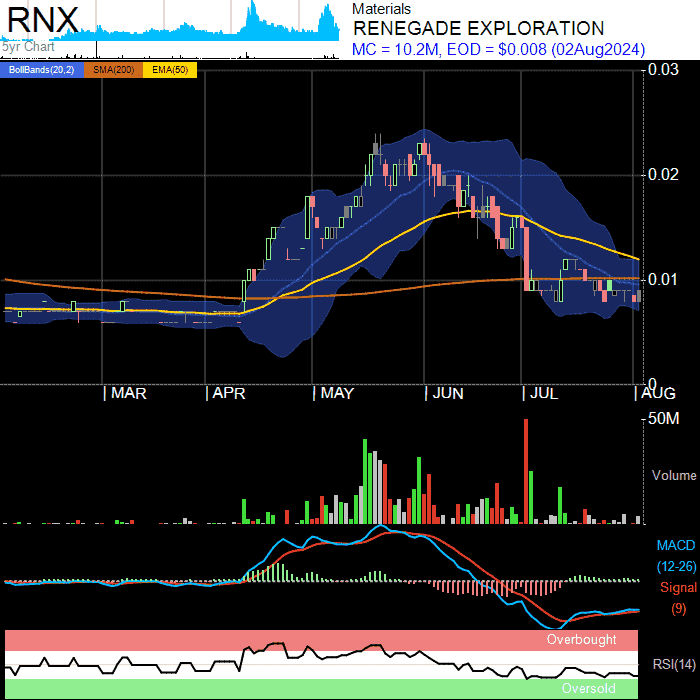 RNX
Materials
RENEGADE EXPLORATION
5yr Chart
MC = 10.2M, EOD = $0.008 (02Aug2024)
BollBands(20,2) SMA(200) EMA(50)
0.03
0.02
0.01
0
MAR APR MAY JUN JUL AUG
50M
Volume
MACD
(12-26)
Signal
(9)
Overbought
RSI(14)
Oversold